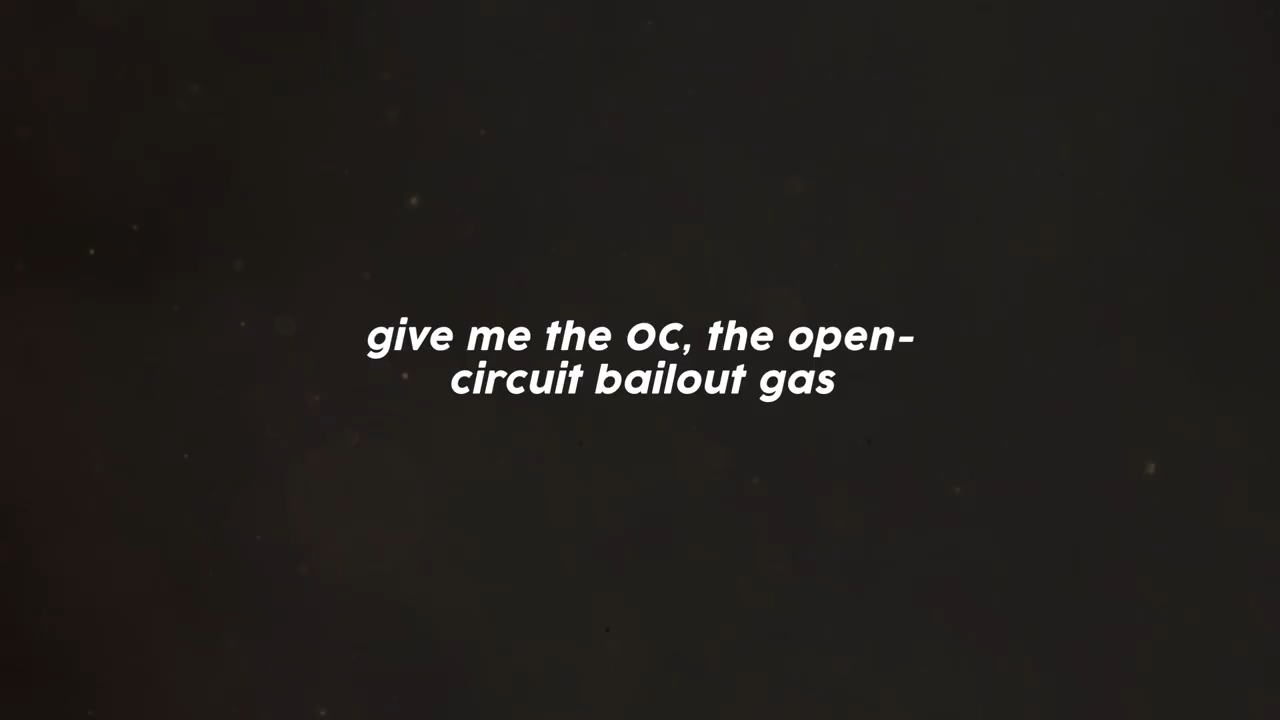 give me the OC, the open-
circuit bailout gas